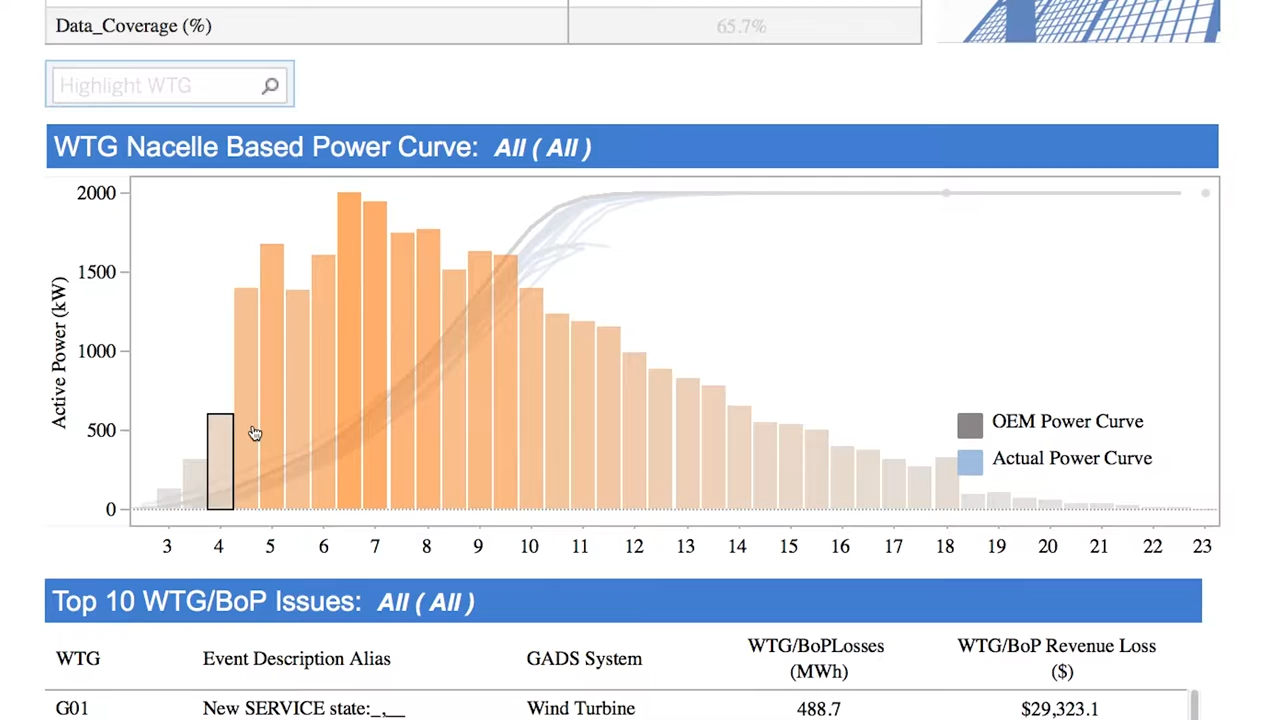 Data_Coverage (%) 65.7%
Highlight WTG
WTG Nacelle Based Power Curve: All ( All )
2000
1500
1000
500
0
Active Power (kW)
OEM Power Curve
Actual Power Curve
3 4 5 6 7 8 9 10 11 12 13 14 15 16 17 18 19 20 21 22 23
Top 10 WTG/BoP Issues: All ( All )
WTG Event Description Alias GADS System WTG/BoPLosses (MWh) WTG/BoP Revenue Loss ($)
G01 New SERVICE state:_,__ Wind Turbine 488.7 $29,323.1